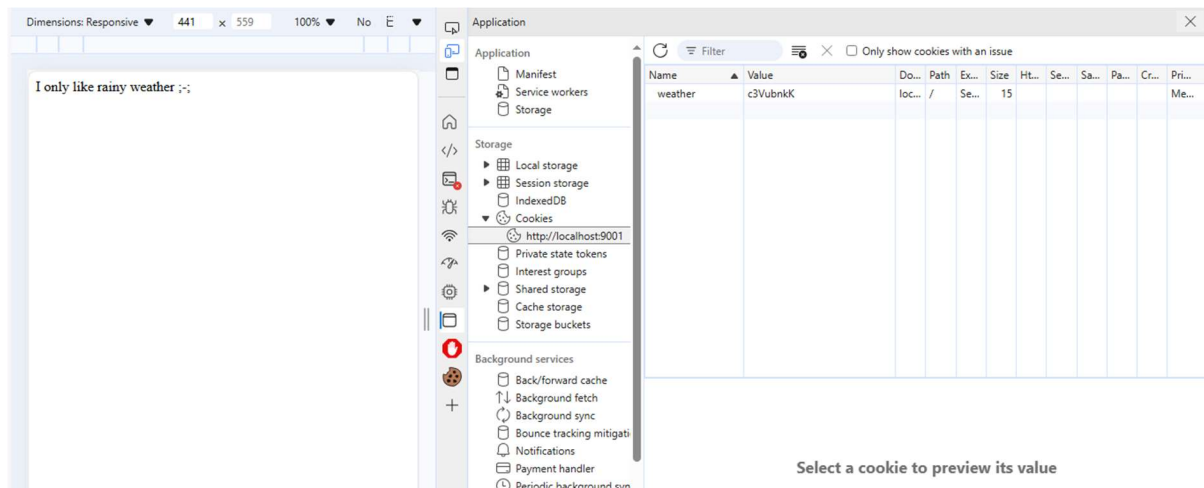 Dimensions: Responsive ▼ 441 x 559 100% ▼ No
I only like rainy weather ;-;
Application
Application
Manifest
Service workers
Storage
Storage
Local storage
Session storage
IndexedDB
Cookies
http://localhost:9001
Private state tokens
Interest groups
Shared storage
Cache storage
Storage buckets
Background services
Back/forward cache
Background fetch
Background sync
Bounce tracking mitigati
Notifications
Payment handler
Periodic background syn
Filter Only show cookies with an issue
Name ▲ Value Do... Path Ex... Size Ht... Se... Sa... Pa... Cr... Pri...
weather c3VubnkK loc... / Se... 15 Me...
Select a cookie to preview its value